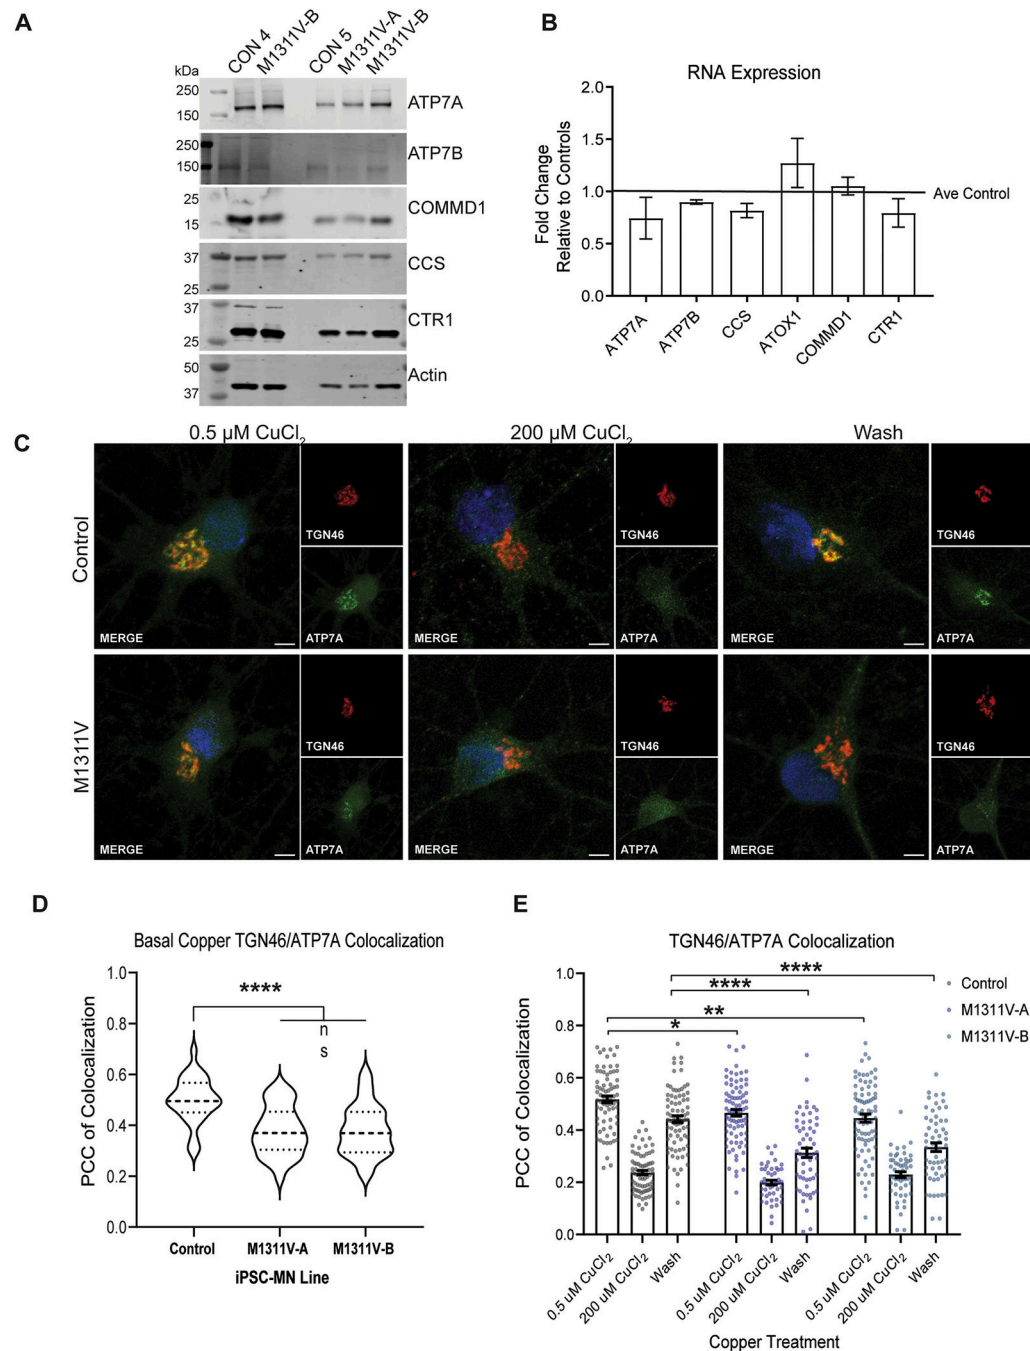 A
CON 4
M1311V-B
CON 5
M1311V-A
M1311V-B
kDa
250
150
ATP7A
250
150
ATP7B
25
15
COMMD1
37
25
CCS
37
25
CTR1
50
37
Actin
B
RNA Expression
Fold Change
Relative to Controls
2.0
1.5
1.0
0.5
0.0
Ave Control
ATP7A
ATP7B
CCS
ATOX1
COMMD1
CTR1
C
0.5 µM CuCl₂
200 µM CuCl₂
Wash
Control
MERGE
TGN46
ATP7A
MERGE
TGN46
ATP7A
MERGE
TGN46
ATP7A
M1311V
MERGE
TGN46
ATP7A
MERGE
TGN46
ATP7A
MERGE
TGN46
ATP7A
D
Basal Copper TGN46/ATP7A Colocalization
PCC of Colocalization
1.0
0.8
0.6
0.4
0.2
0.0
****
n
s
Control
M1311V-A
M1311V-B
iPSC-MN Line
E
TGN46/ATP7A Colocalization
PCC of Colocalization
1.0
0.8
0.6
0.4
0.2
0.0
****
****
**
*
Control
M1311V-A
M1311V-B
0.5 uM CuCl₂
200 uM CuCl₂
Wash
0.5 uM CuCl₂
200 uM CuCl₂
Wash
0.5 uM CuCl₂
200 uM CuCl₂
Wash
Copper Treatment